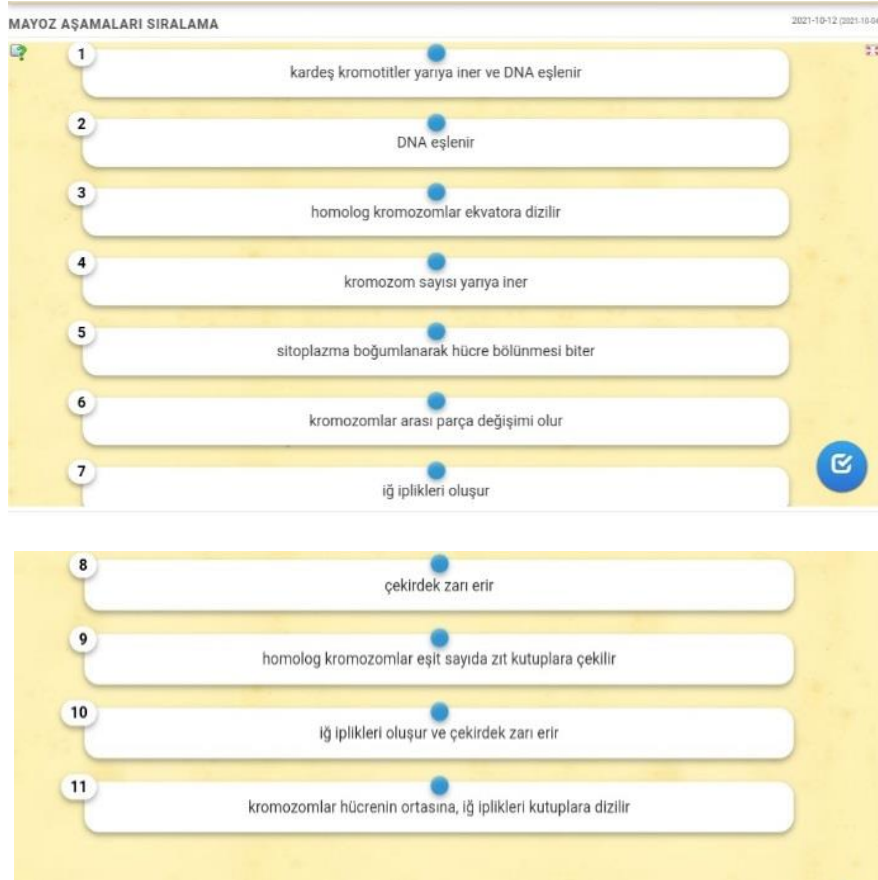 MAYOZ AŞAMALARI SIRALAMA
2021-10-12 (2021-10-04
1
kardeş kromotitler yarıya iner ve DNA eşlenir
2
DNA eşlenir
3
homolog kromozomlar ekvatora dizilir
4
kromozom sayısı yarıya iner
5
sitoplazma boğumlanarak hücre bölünmesi biter
6
kromozomlar arası parça değişimi olur
7
iğ iplikleri oluşur
8
çekirdek zarı erir
9
homolog kromozomlar eşit sayıda zıt kutuplara çekilir
10
iğ iplikleri oluşur ve çekirdek zarı erir
11
kromozomlar hücrenin ortasına, iğ iplikleri kutuplara dizilir